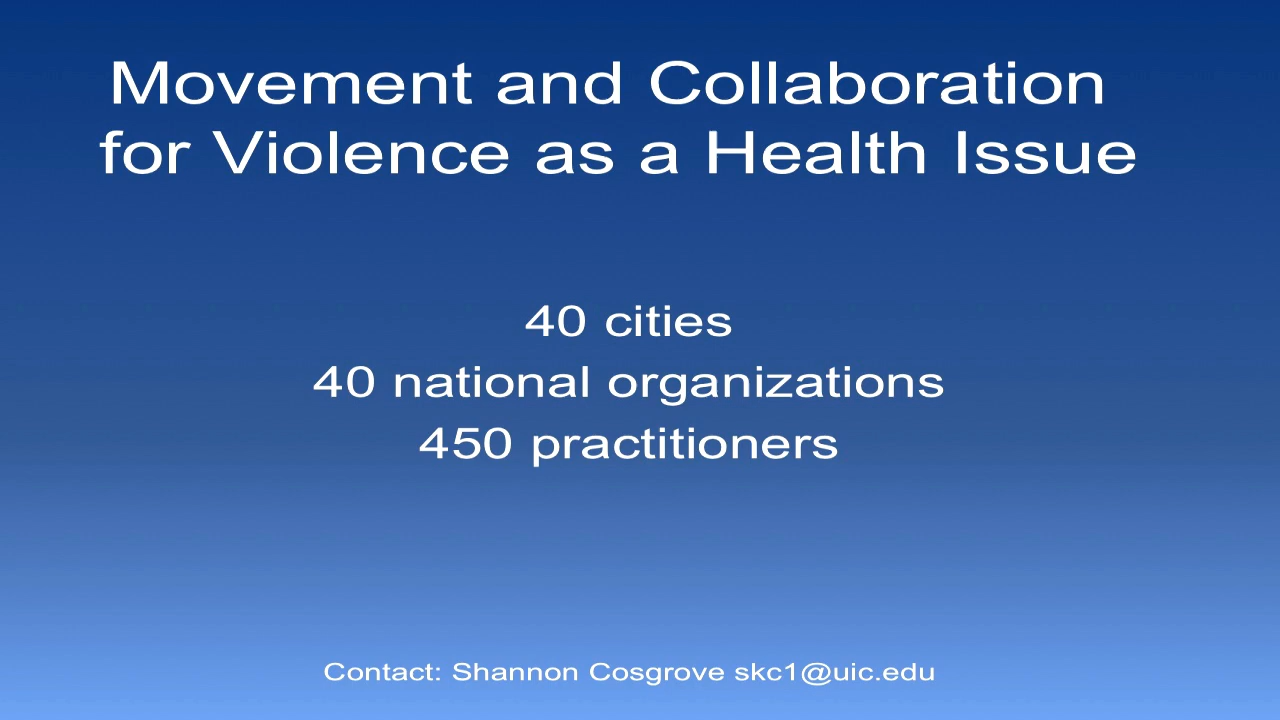 Movement and Collaboration
for Violence as a Health Issue
40 cities
40 national organizations
450 practitioners
Contact: Shannon Cosgrove skc1@uic.edu